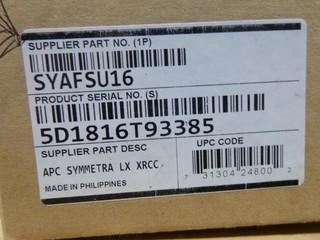 SUPPLIER PART NO. (1P)
SYAFSU16
PRODUCT SERIAL NO. (S)
5D1816T93385
SUPPLIER PART DESC
UPC CODE
APC SYMMETRA LX XRCC
MADE IN PHILIPPINES
7 31304 24800 2